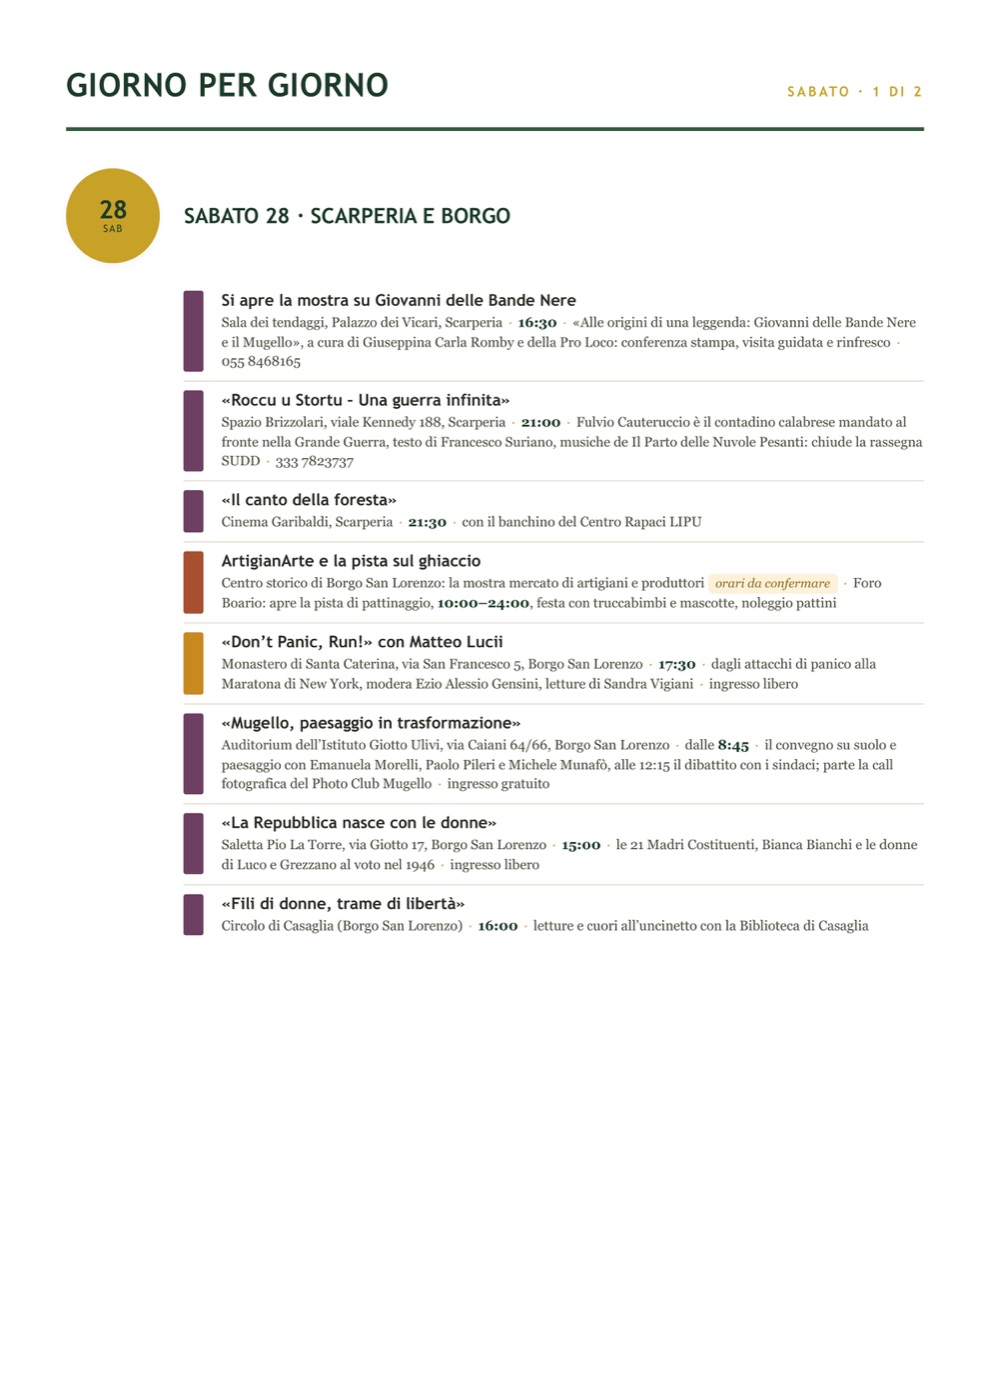 GIORNO PER GIORNO
SABATO · 1 DI 2
28
SAB
SABATO 28 · SCARPERIA E BORGO
Si apre la mostra su Giovanni delle Bande Nere
Sala dei tendaggi, Palazzo dei Vicari, Scarperia · 16:30 · «Alle origini di una leggenda: Giovanni delle Bande Nere
e il Mugello», a cura di Giuseppina Carla Romby e della Pro Loco: conferenza stampa, visita guidata e rinfresco ·
055 8468165
«Roccu u Stortu – Una guerra infinita»
Spazio Brizzolari, viale Kennedy 188, Scarperia · 21:00 · Fulvio Cauteruccio è il contadino calabrese mandato al
fronte nella Grande Guerra, testo di Francesco Suriano, musiche de Il Parto delle Nuvole Pesanti: chiude la rassegna
SUDD · 333 7823737
«Il canto della foresta»
Cinema Garibaldi, Scarperia · 21:30 · con il banchino del Centro Rapaci LIPU
ArtigianArte e la pista sul ghiaccio
Centro storico di Borgo San Lorenzo: la mostra mercato di artigiani e produttori orari da confermare · Foro
Boario: apre la pista di pattinaggio, 10:00–24:00, festa con truccabimbi e mascotte, noleggio pattini
«Don’t Panic, Run!» con Matteo Lucii
Monastero di Santa Caterina, via San Francesco 5, Borgo San Lorenzo · 17:30 · dagli attacchi di panico alla
Maratona di New York, modera Ezio Alessio Gensini, letture di Sandra Vigiani · ingresso libero
«Mugello, paesaggio in trasformazione»
Auditorium dell’Istituto Giotto Ulivi, via Caiani 64/66, Borgo San Lorenzo · dalle 8:45 · il convegno su suolo e
paesaggio con Emanuela Morelli, Paolo Pileri e Michele Munafò, alle 12:15 il dibattito con i sindaci; parte la call
fotografica del Photo Club Mugello · ingresso gratuito
«La Repubblica nasce con le donne»
Saletta Pio La Torre, via Giotto 17, Borgo San Lorenzo · 15:00 · le 21 Madri Costituenti, Bianca Bianchi e le donne
di Luco e Grezzano al voto nel 1946 · ingresso libero
«Fili di donne, trame di libertà»
Circolo di Casaglia (Borgo San Lorenzo) · 16:00 · letture e cuori all’uncinetto con la Biblioteca di Casaglia